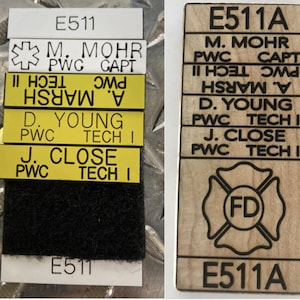 E511
M. MOHR
PWC CAPT
A. MARSH
PWC TECH II
D. YOUNG
PWC TECH I
J. CLOSE
PWC TECH I
E511
E511A
M. MOHR
PWC CAPT
A. MARSH
PWC TECH II
D. YOUNG
PWC TECH I
J. CLOSE
PWC TECH I
FD
E511A